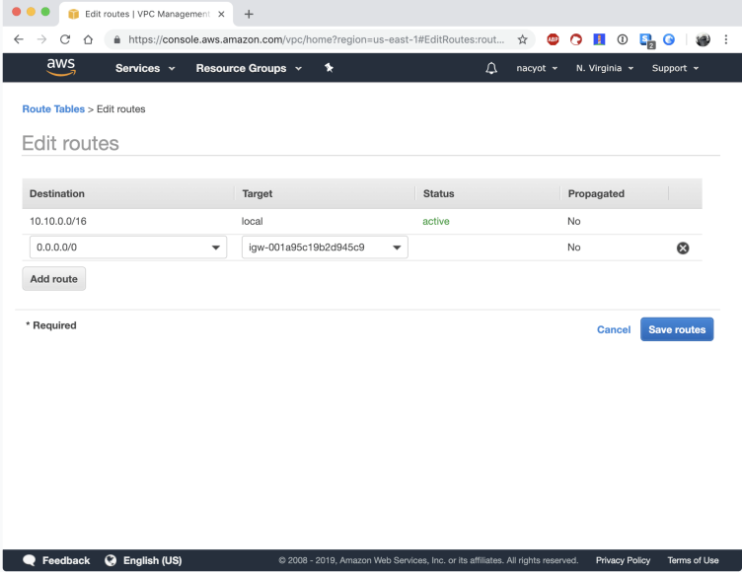 Edit routes | VPC Management
https://console.aws.amazon.com/vpc/home?region=us-east-1#EditRoutes:rout...
ABP
2
aws Services Resource Groups nacyot N. Virginia Support
Route Tables > Edit routes
Edit routes
Destination Target Status Propagated
10.10.0.0/16 local active No
0.0.0.0/0 igw-001a95c19b2d945c9 No
Add route
* Required
Cancel Save routes
Feedback English (US) © 2008 - 2019, Amazon Web Services, Inc. or its affiliates. All rights reserved. Privacy Policy Terms of Use